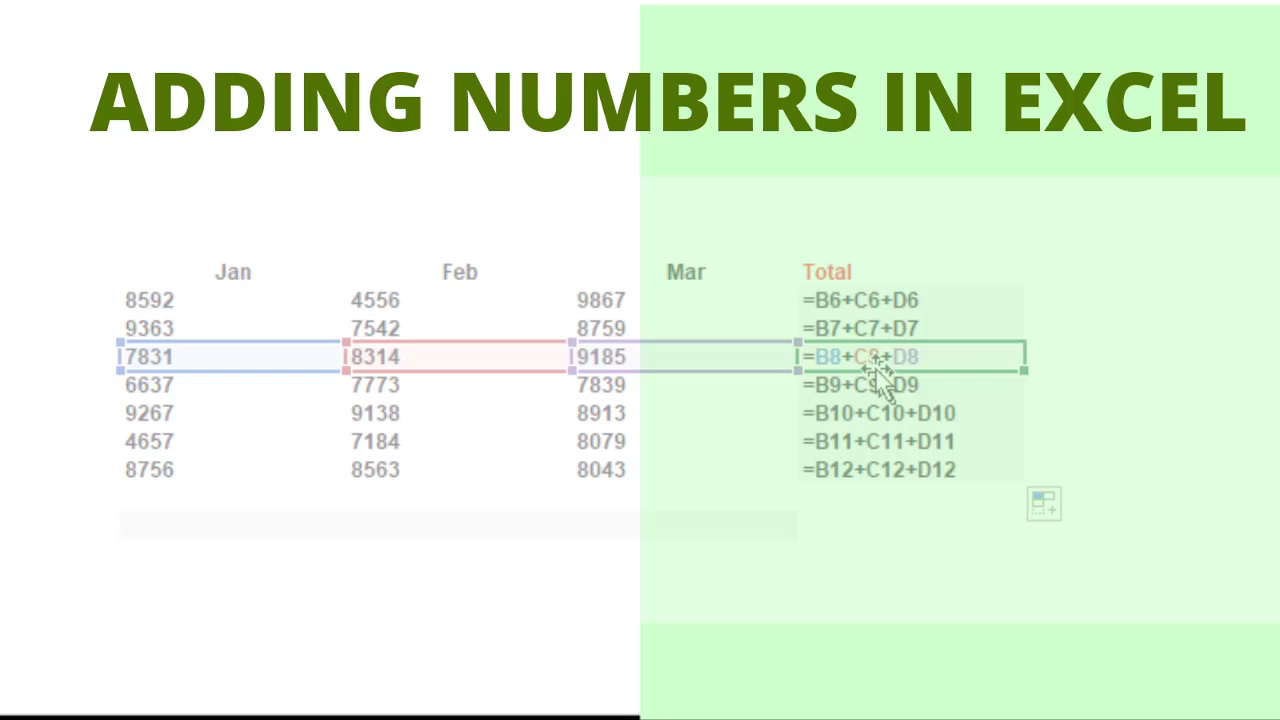 ADDING NUMBERS IN EXCEL
Jan Feb Mar Total
8592 4556 9867 =B6+C6+D6
9363 7542 8759 =B7+C7+D7
7831 8314 9185 =B8+C8+D8
6637 7773 7839 =B9+C9+D9
9267 9138 8913 =B10+C10+D10
4657 7184 8079 =B11+C11+D11
8756 8563 8043 =B12+C12+D12